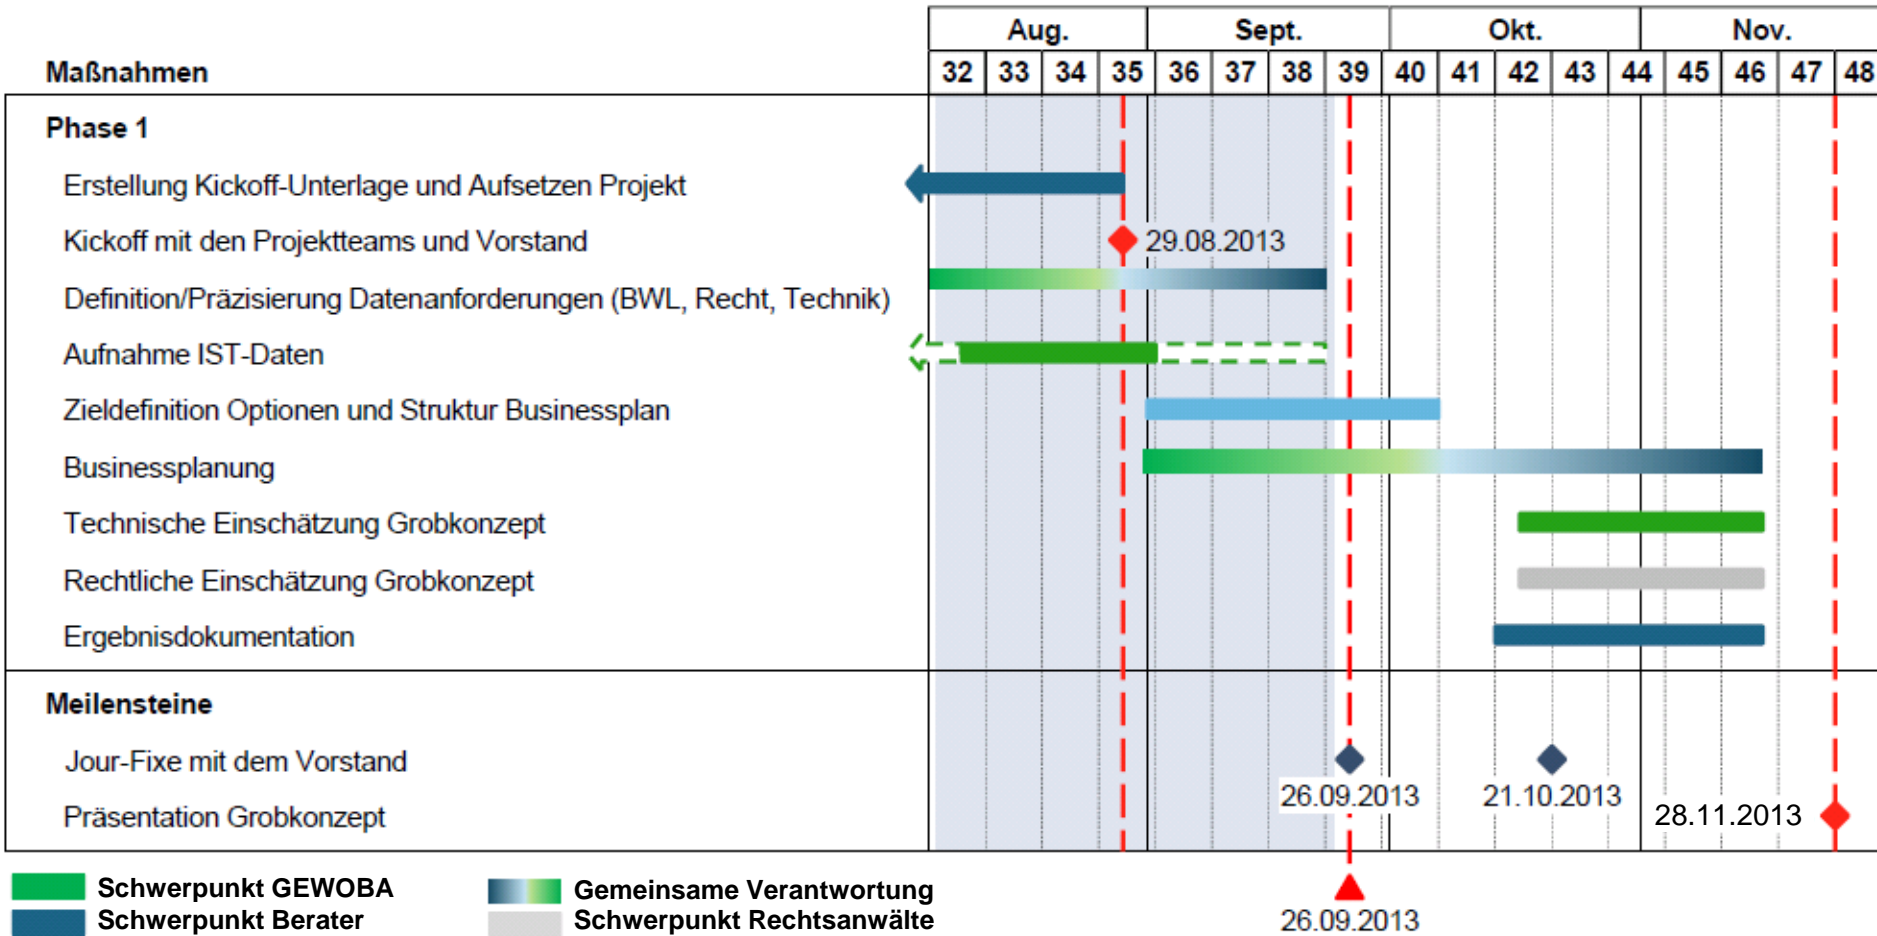 Aug. Sept. Okt. Nov.
Maßnahmen 32 33 34 35 36 37 38 39 40 41 42 43 44 45 46 47 48
Phase 1
Erstellung Kickoff-Unterlage und Aufsetzen Projekt
Kickoff mit den Projektteams und Vorstand 29.08.2013
Definition/Präzisierung Datenanforderungen (BWL, Recht, Technik)
Aufnahme IST-Daten
Zieldefinition Optionen und Struktur Businessplan
Businessplanung
Technische Einschätzung Grobkonzept
Rechtliche Einschätzung Grobkonzept
Ergebnisdokumentation
Meilensteine
Jour-Fixe mit dem Vorstand
26.09.2013 21.10.2013
Präsentation Grobkonzept 28.11.2013
Schwerpunkt GEWOBA Gemeinsame Verantwortung
Schwerpunkt Berater Schwerpunkt Rechtsanwälte
26.09.2013